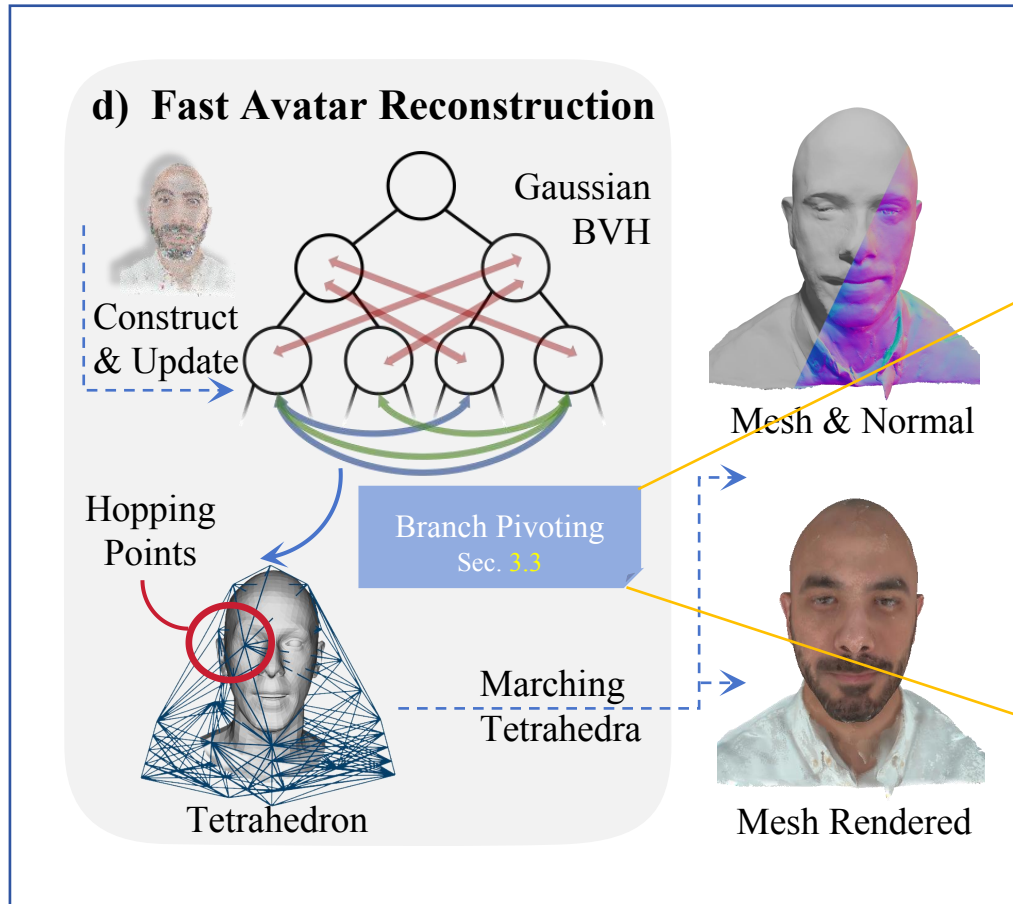 d) Fast Avatar Reconstruction
Gaussian
BVH
Construct
& Update
Mesh & Normal
Hopping
Points
Branch Pivoting
Sec. 3.3
Marching
Tetrahedra
Tetrahedron
Mesh Rendered